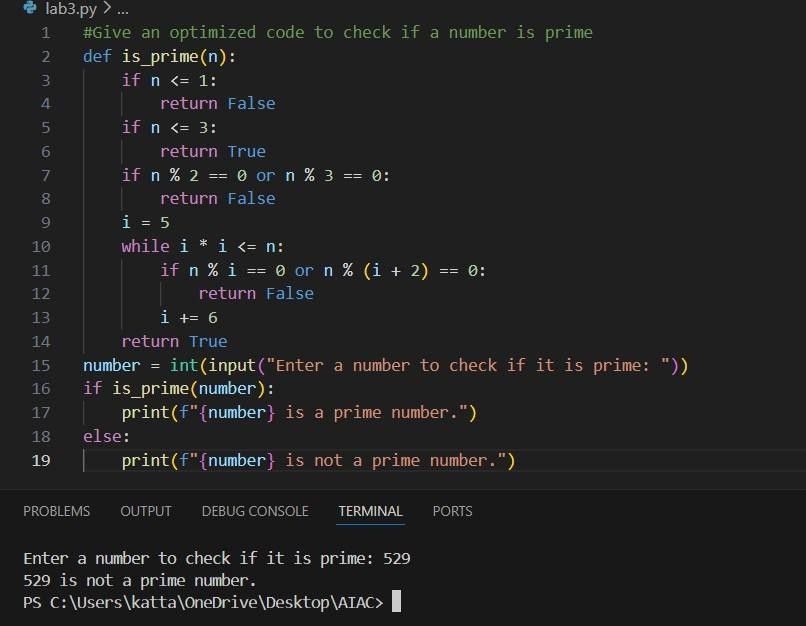 lab3.py > ...
1 #Give an optimized code to check if a number is prime
2 def is_prime(n):
3     if n <= 1:
4         return False
5     if n <= 3:
6         return True
7     if n % 2 == 0 or n % 3 == 0:
8         return False
9     i = 5
10     while i * i <= n:
11         if n % i == 0 or n % (i + 2) == 0:
12             return False
13         i += 6
14     return True
15 number = int(input("Enter a number to check if it is prime: "))
16 if is_prime(number):
17     print(f"{number} is a prime number.")
18 else:
19     print(f"{number} is not a prime number.")
PROBLEMS OUTPUT DEBUG CONSOLE TERMINAL PORTS
Enter a number to check if it is prime: 529
529 is not a prime number.
PS C:\Users\katta\OneDrive\Desktop\AIAC>